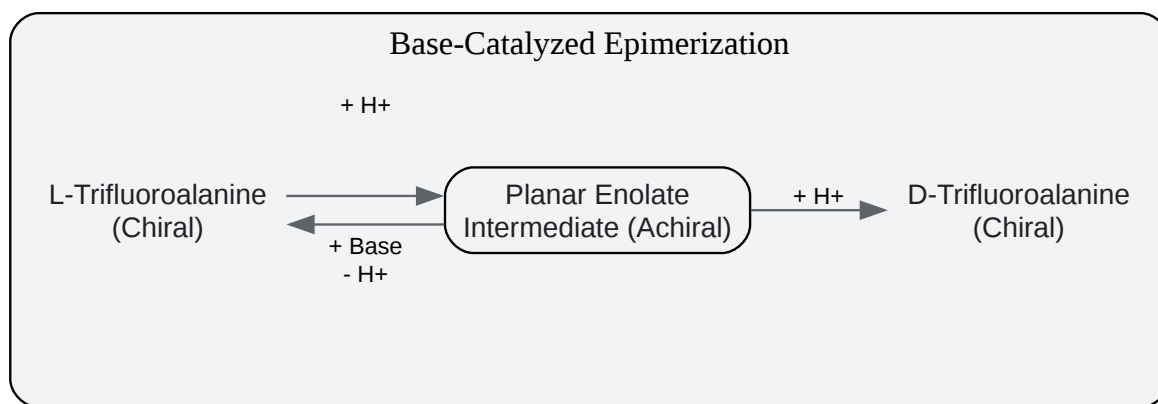 Base-Catalyzed Epimerization
+ H+
L-Trifluoroalanine
(Chiral)
Planar Enolate
Intermediate (Achiral)
+ H+
D-Trifluoroalanine
(Chiral)
+ Base
- H+